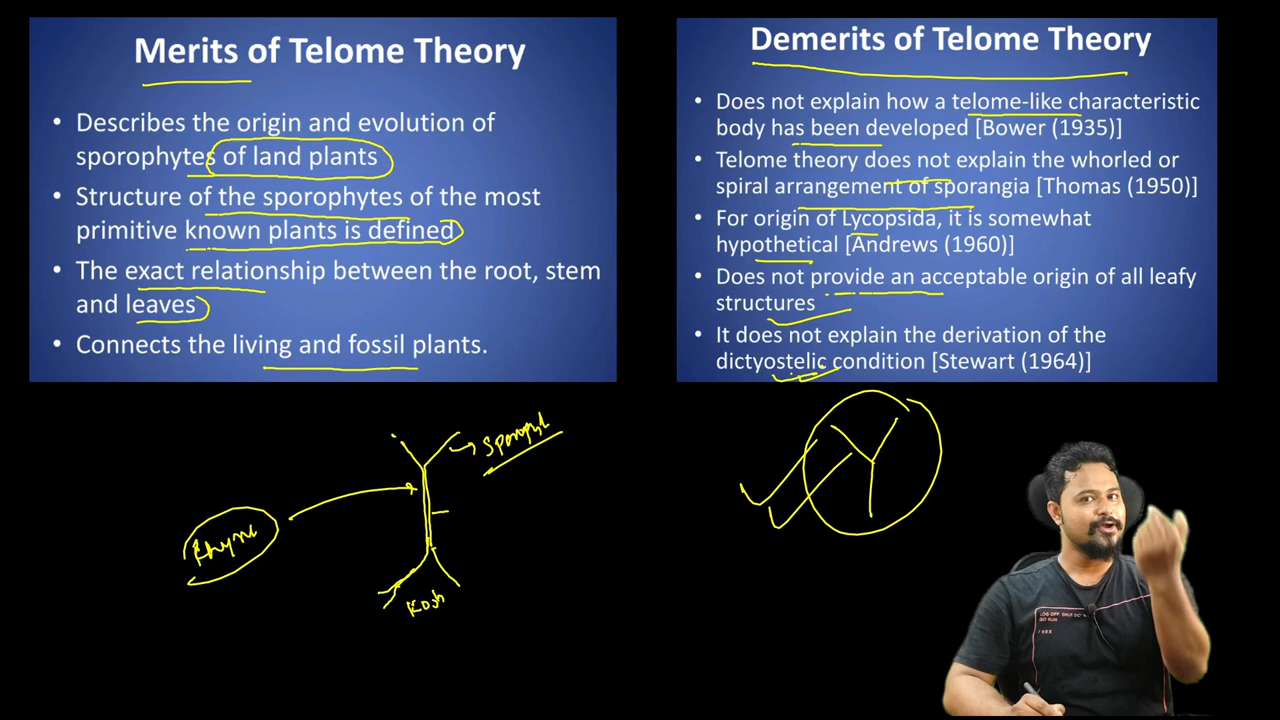 Merits of Telome Theory
• Describes the origin and evolution of
sporophytes of land plants
• Structure of the sporophytes of the most
primitive known plants is defined
• The exact relationship between the root, stem
and leaves
• Connects the living and fossil plants.
Demerits of Telome Theory
• Does not explain how a telome-like characteristic
body has been developed [Bower (1935)]
• Telome theory does not explain the whorled or
spiral arrangement of sporangia [Thomas (1950)]
• For origin of Lycopsida, it is somewhat
hypothetical [Andrews (1960)]
• Does not provide an acceptable origin of all leafy
structures
• It does not explain the derivation of the
dictyostelic condition [Stewart (1964)]